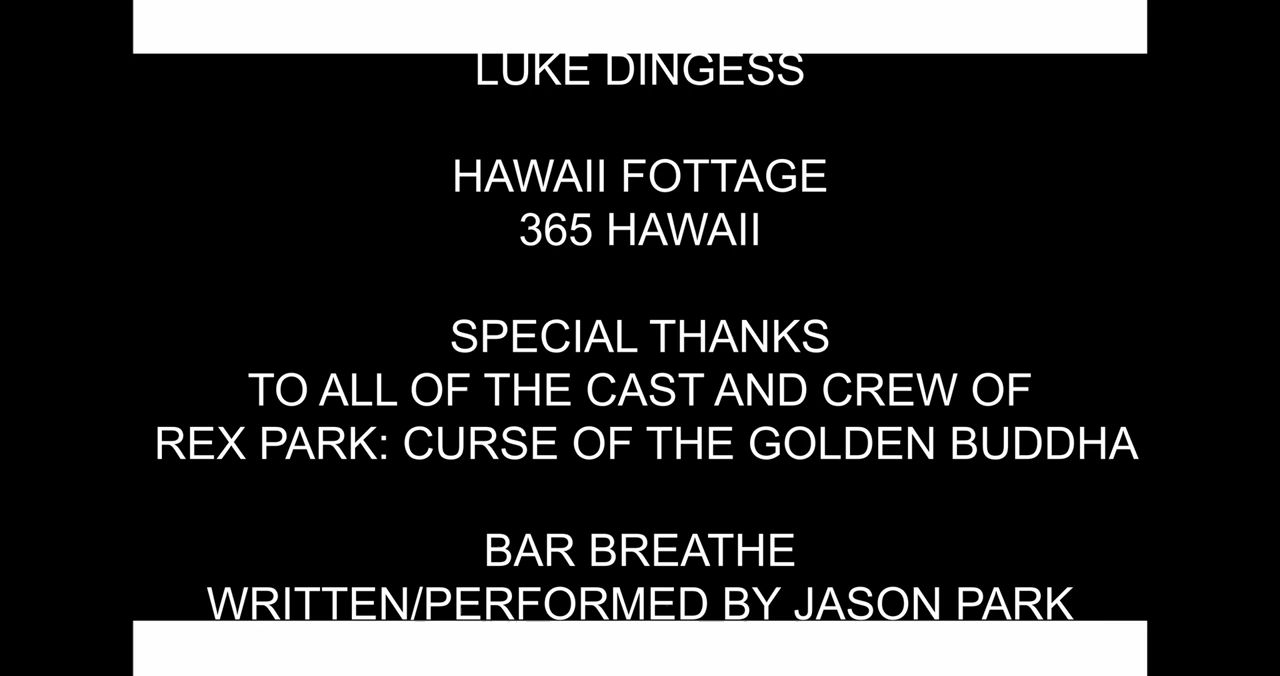 LUKE DINGESS
HAWAII FOTTAGE
365 HAWAII
SPECIAL THANKS
TO ALL OF THE CAST AND CREW OF
REX PARK: CURSE OF THE GOLDEN BUDDHA
BAR BREATHE
WRITTEN/PERFORMED BY JASON PARK